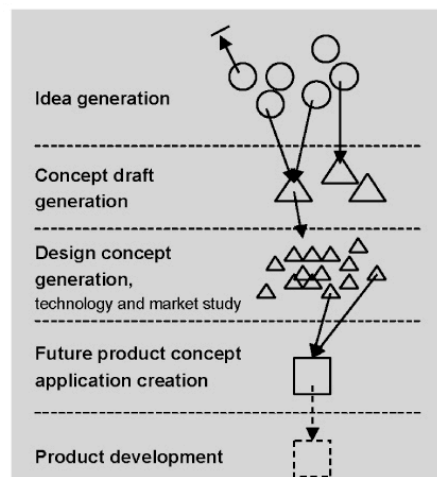 Idea generation
Concept draft
generation
Design concept
generation,
technology and market study
Future product concept
application creation
Product development